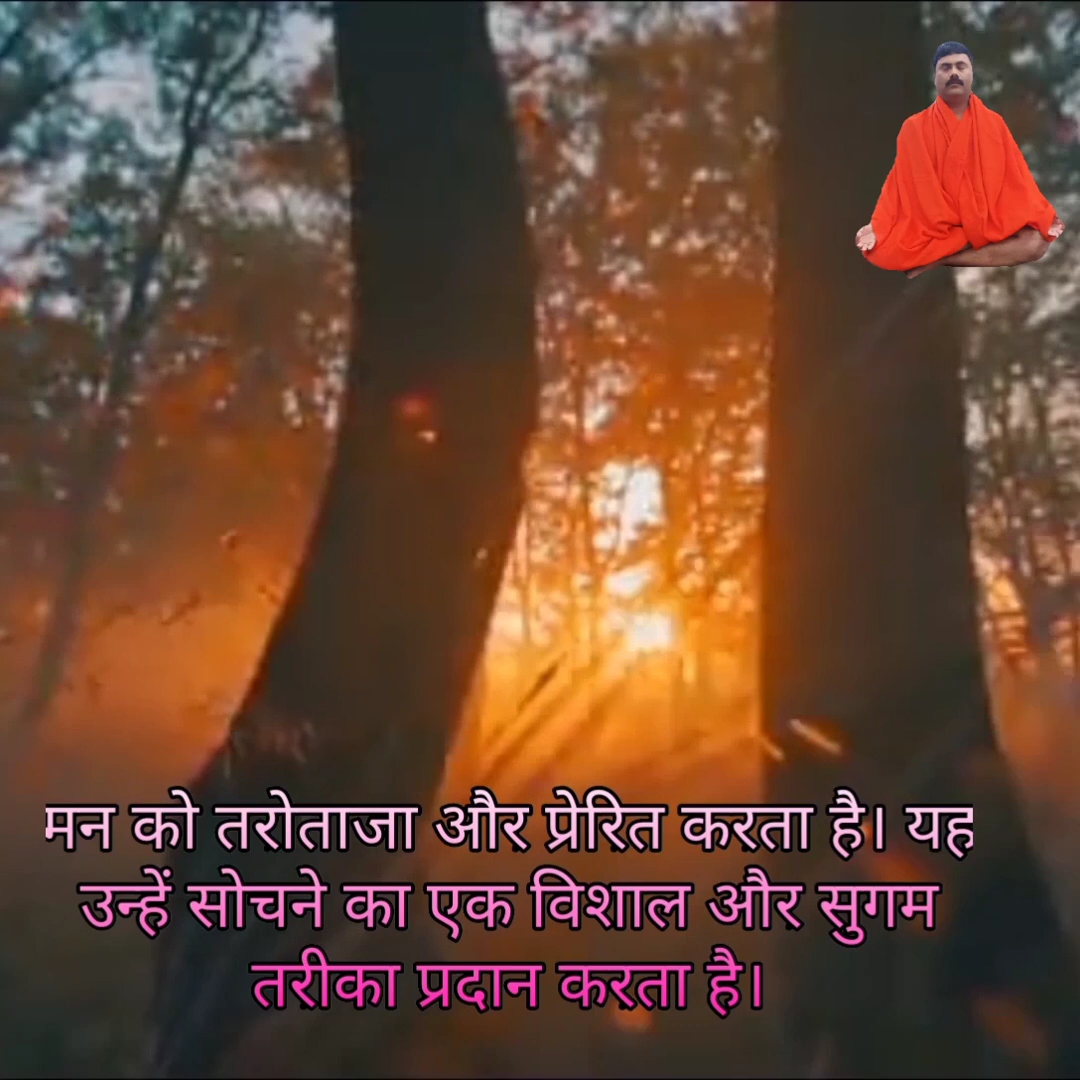 मन को तरोताजा और प्रेरित करता है। यह
उन्हें सोचने का एक विशाल और सुगम
तरीका प्रदान करता है।